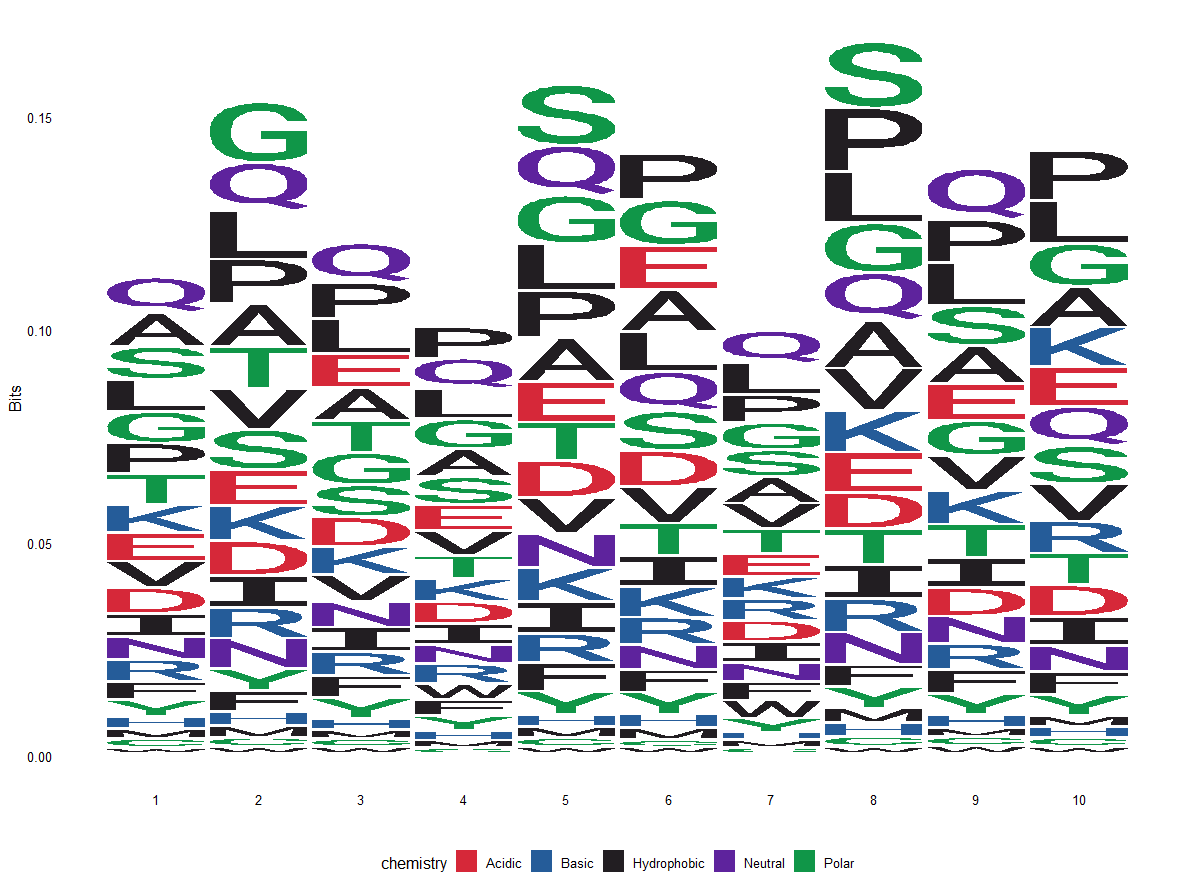 0.15
0.10
0.05
0.00
Bits
Q A S L G P T K E V D I N R F Y H M C W
G Q L P A T V S E K D I R N Y F H M C W
Q P L E A T G S D K V N I R F Y H M C W
P Q L G A S E V T K D I N R W F Y H M C
S Q G L P A E T D V N K I R F Y H M C W
P G E A L Q S D V T I K R N F Y H M C W
Q L P G S A V T E K R D I N F W Y H M C
S P L G Q A V K E D T I R N F Y M H C W
Q P L S A E G V K T I D N R F Y H M C W
P L G A K E Q S V R T D I N F Y M H C W
1 2 3 4 5 6 7 8 9 10
chemistry Acidic Basic Hydrophobic Neutral Polar